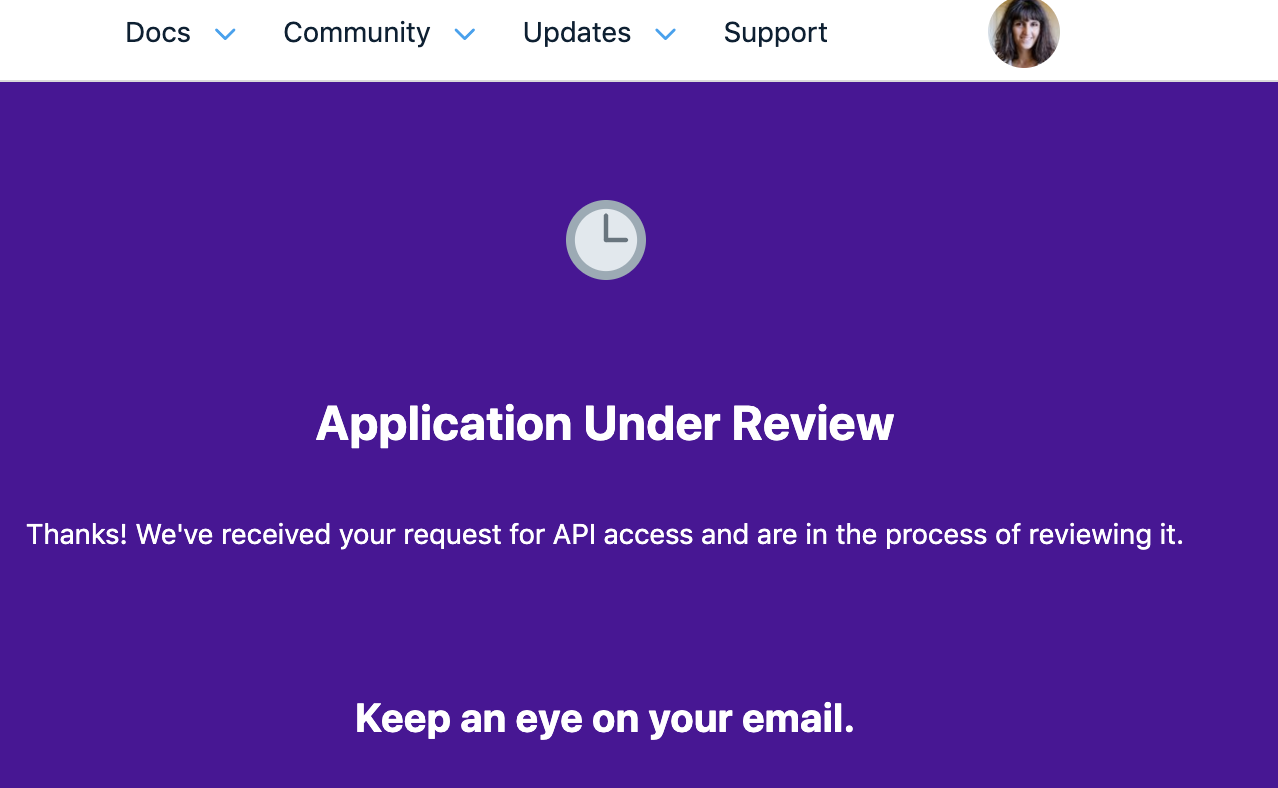 Docs Community Updates Support
Application Under Review
Thanks! We've received your request for API access and are in the process of reviewing it.
Keep an eye on your email.